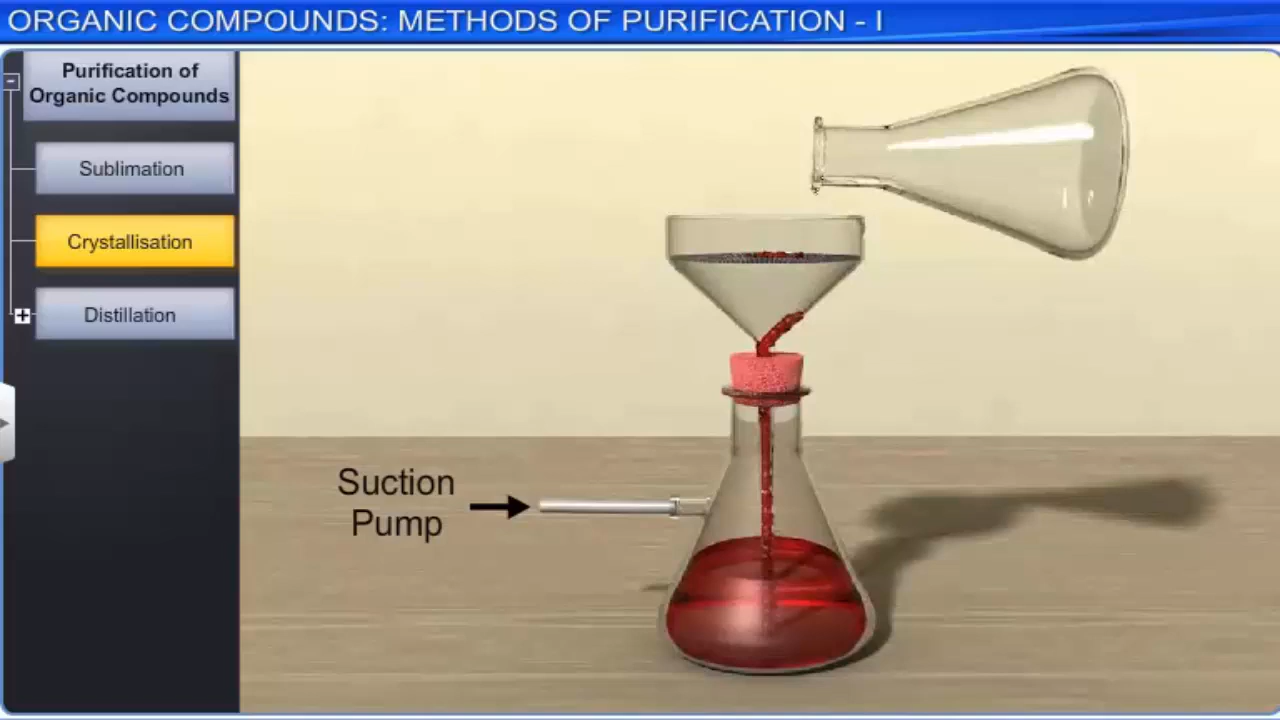 ORGANIC COMPOUNDS: METHODS OF PURIFICATION - I
Purification of
Organic Compounds
Sublimation
Crystallisation
Distillation
Suction
Pump